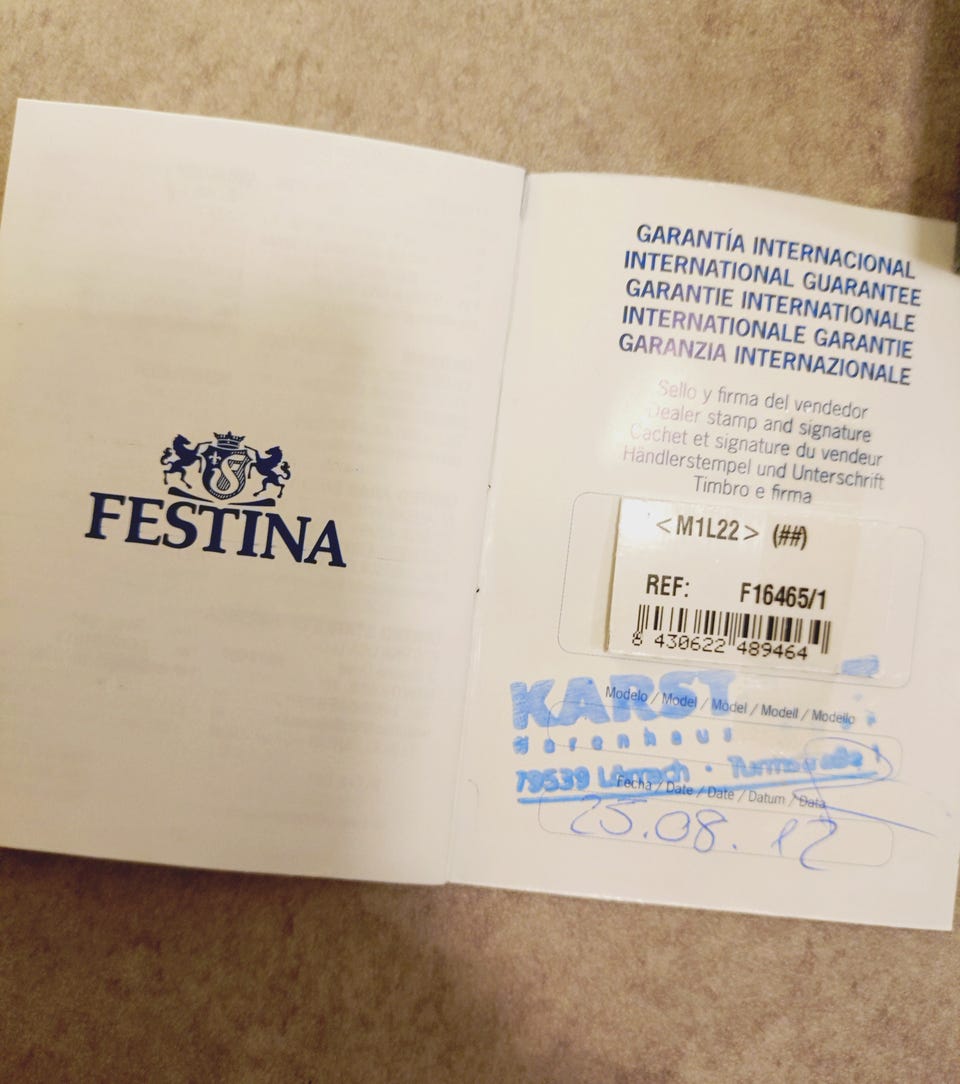 FESTINA
GARANTÍA INTERNACIONAL
INTERNATIONAL GUARANTEE
GARANTIE INTERNATIONALE
INTERNATIONALE GARANTIE
GARANZIA INTERNAZIONALE
Sello y firma del vendedor
Dealer stamp and signature
Cachet et signature du vendeur
Händlerstempel und Unterschrift
Timbro e firma
<M1L22> (##)
REF: F16465/1
8 430622 489464
KARST
Modelo / Model / Model / Modell / Modello
79539 Lörrach ·
Fecha / Date / Date / Datum / Data
25.08.12